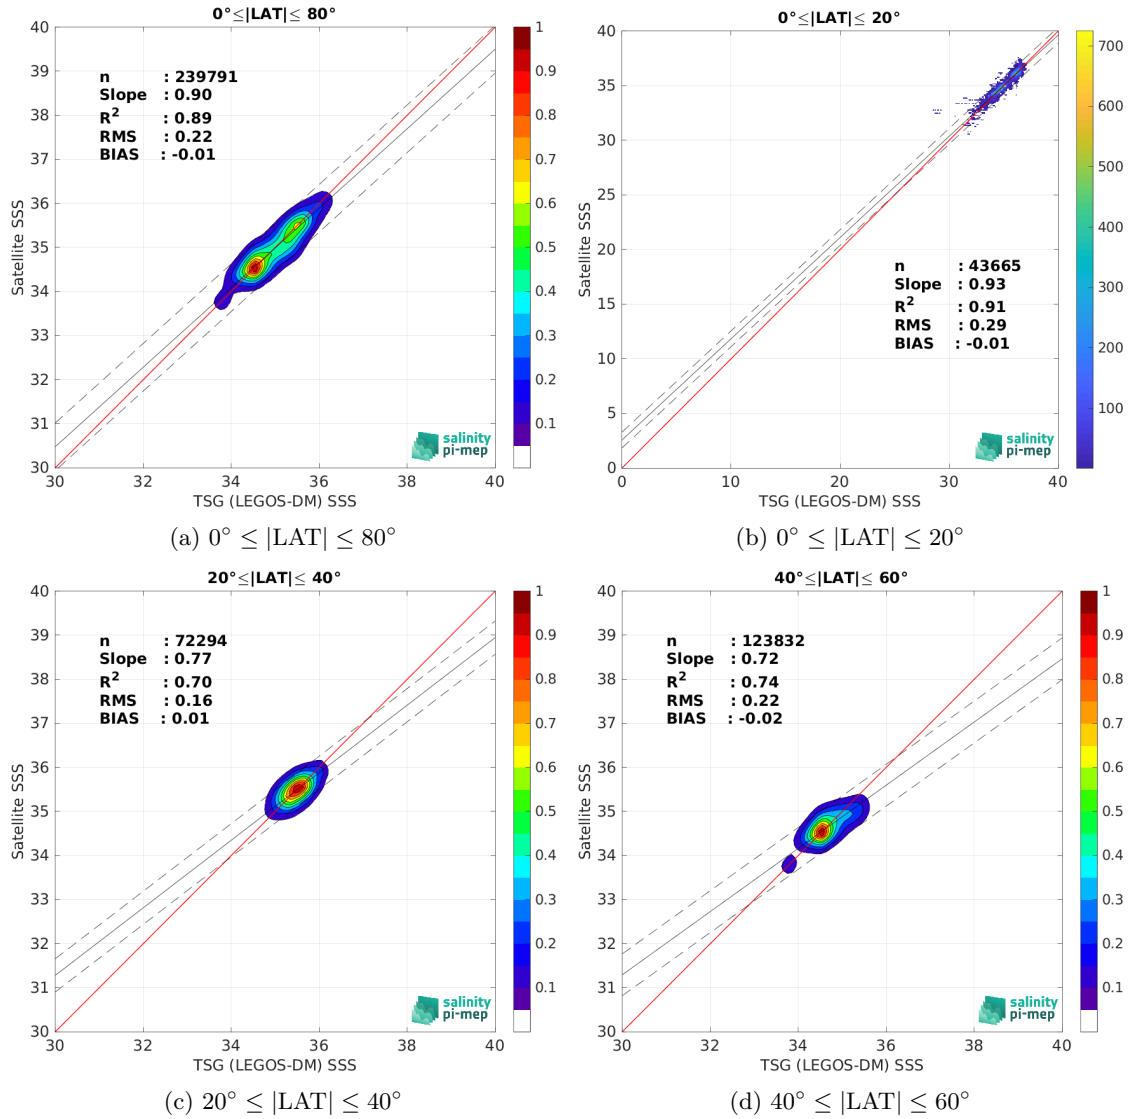 0°≤|LAT|≤ 80°
40
39
38
37
36
35
34
33
32
31
30
Satellite SSS
n : 239791
Slope : 0.90
R2 : 0.89
RMS : 0.22
BIAS : -0.01
salinity
pi-mep
30 32 34 36 38 40
TSG (LEGOS-DM) SSS
1
0.9
0.8
0.7
0.6
0.5
0.4
0.3
0.2
0.1
(a) 0° ≤ |LAT| ≤ 80°
0°≤|LAT|≤ 20°
40
35
30
25
20
15
10
5
0
Satellite SSS
n : 43665
Slope : 0.93
R2 : 0.91
RMS : 0.29
BIAS : -0.01
salinity
pi-mep
0 10 20 30 40
TSG (LEGOS-DM) SSS
700
600
500
400
300
200
100
(b) 0° ≤ |LAT| ≤ 20°
20°≤|LAT|≤ 40°
40
39
38
37
36
35
34
33
32
31
30
Satellite SSS
n : 72294
Slope : 0.77
R2 : 0.70
RMS : 0.16
BIAS : 0.01
salinity
pi-mep
30 32 34 36 38 40
TSG (LEGOS-DM) SSS
1
0.9
0.8
0.7
0.6
0.5
0.4
0.3
0.2
0.1
(c) 20° ≤ |LAT| ≤ 40°
40°≤|LAT|≤ 60°
40
39
38
37
36
35
34
33
32
31
30
Satellite SSS
n : 123832
Slope : 0.72
R2 : 0.74
RMS : 0.22
BIAS : -0.02
salinity
pi-mep
30 32 34 36 38 40
TSG (LEGOS-DM) SSS
1
0.9
0.8
0.7
0.6
0.5
0.4
0.3
0.2
0.1
(d) 40° ≤ |LAT| ≤ 60°